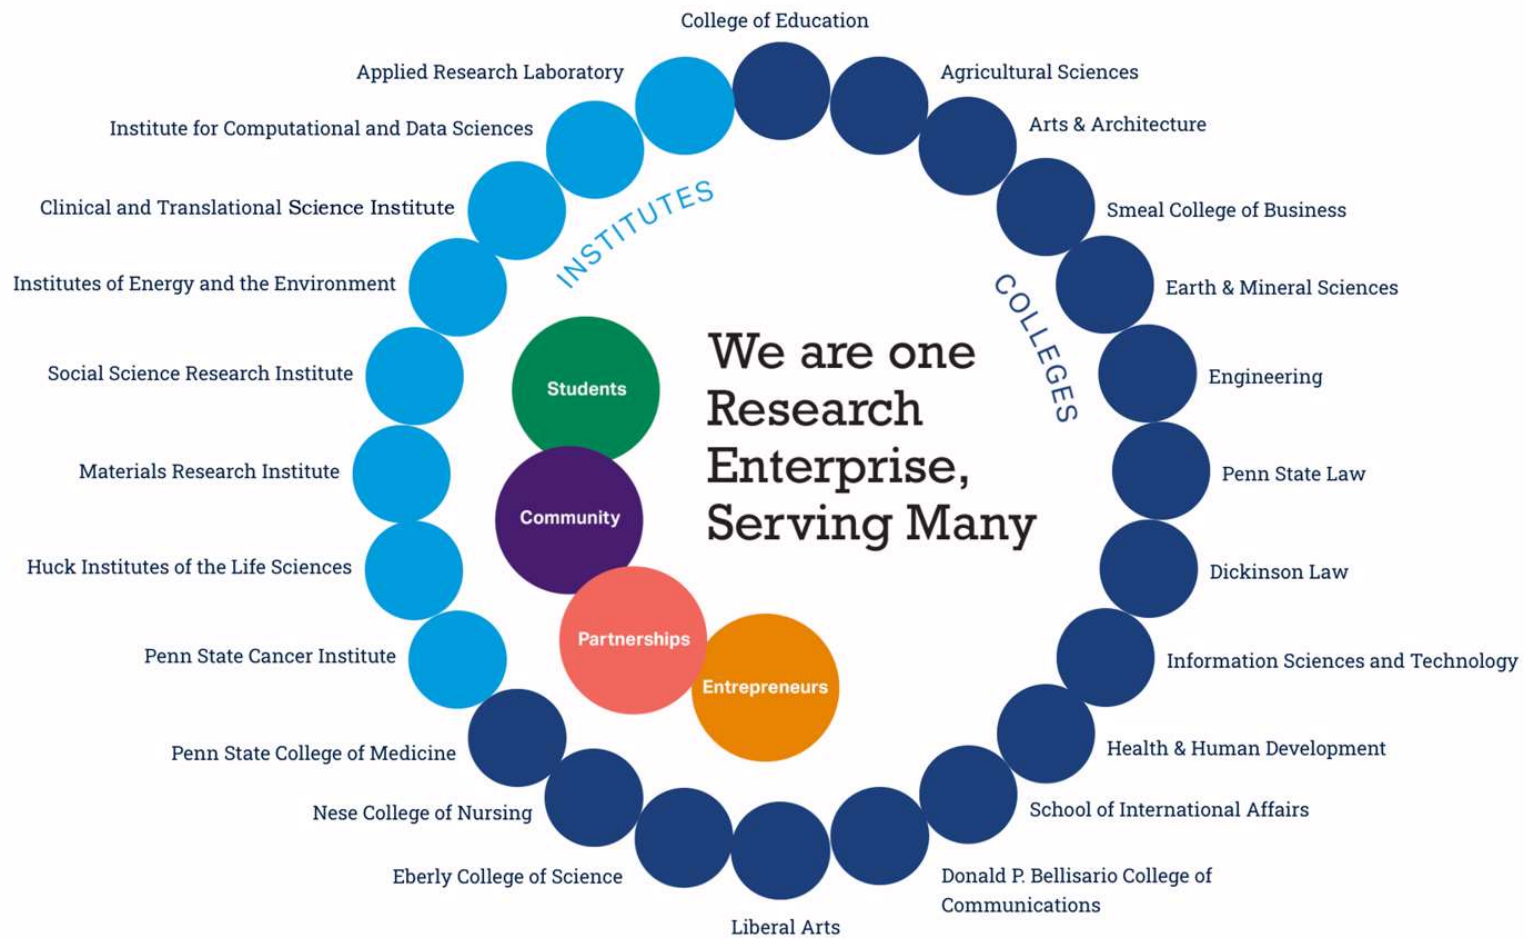 College of Education
Applied Research Laboratory
Agricultural Sciences
Institute for Computational and Data Sciences
Arts & Architecture
Clinical and Translational Science Institute
Smeal College of Business
INSTITUTES
Institutes of Energy and the Environment
Earth & Mineral Sciences
COLLEGES
Social Science Research Institute
Engineering
Students
We are one
Research
Enterprise,
Serving Many
Materials Research Institute
Penn State Law
Community
Huck Institutes of the Life Sciences
Dickinson Law
Partnerships
Penn State Cancer Institute
Information Sciences and Technology
Entrepreneurs
Penn State College of Medicine
Health & Human Development
Nese College of Nursing
School of International Affairs
Eberly College of Science
Donald P. Bellisario College of
Communications
Liberal Arts